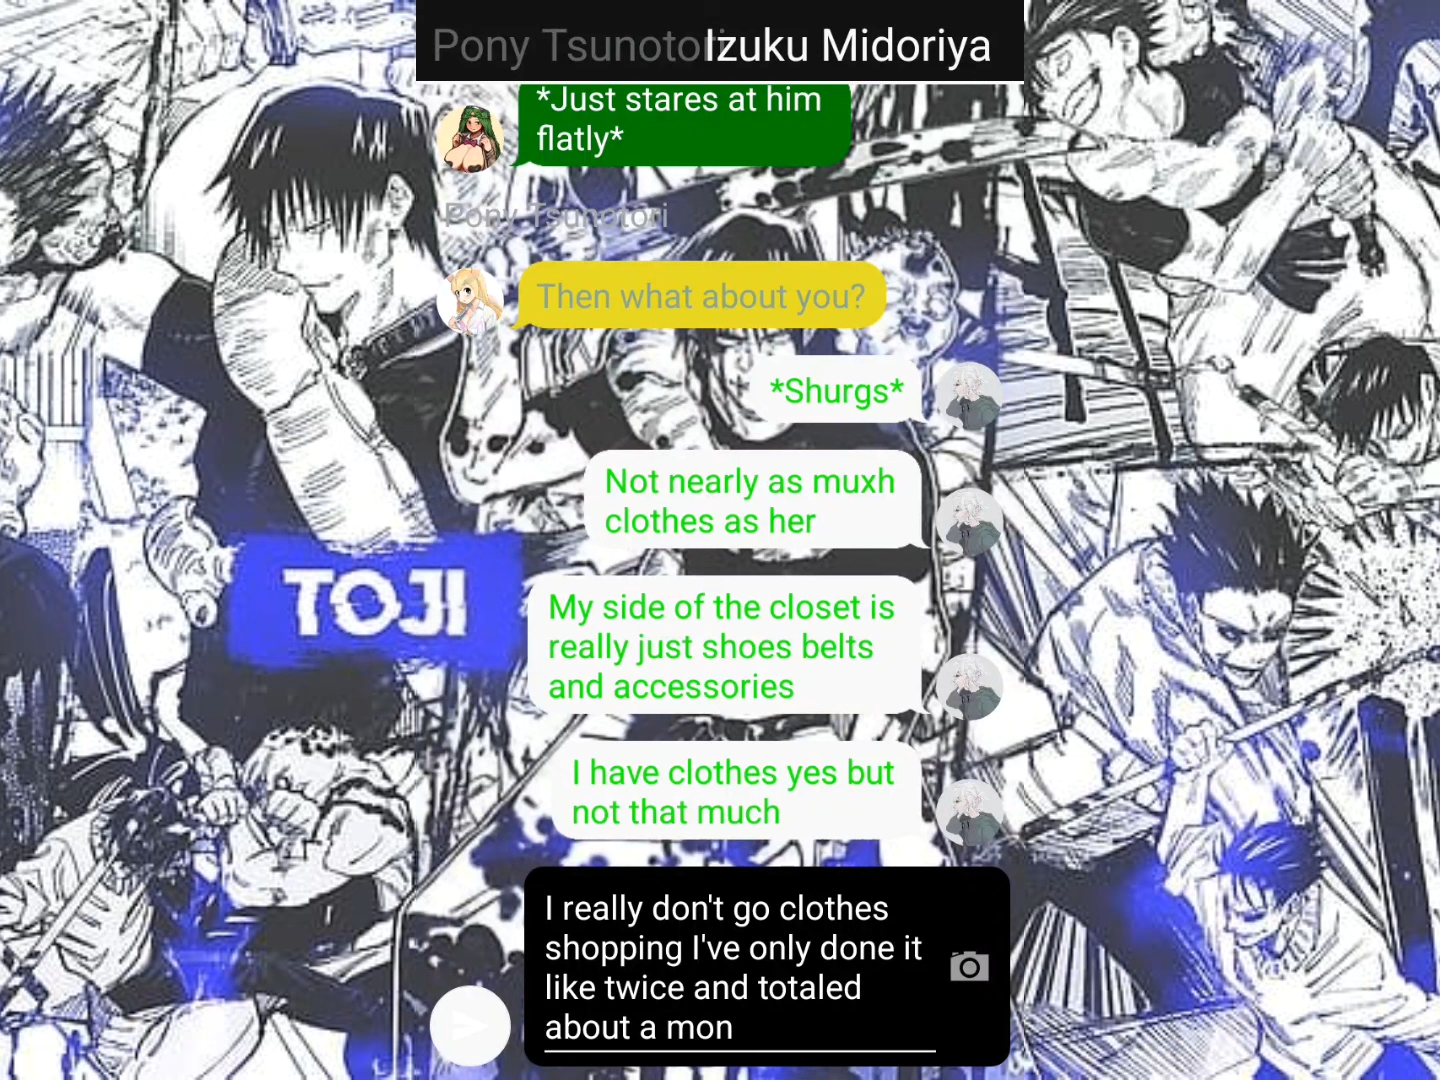 Pony Tsunotori Izuku Midoriya
*Just stares at him
flatly*
Pony Tsunotori
Then what about you?
*Shurgs*
Not nearly as muxh
clothes as her
TOJI
My side of the closet is
really just shoes belts
and accessories
I have clothes yes but
not that much
I really don't go clothes
shopping I've only done it
like twice and totaled
about a mon